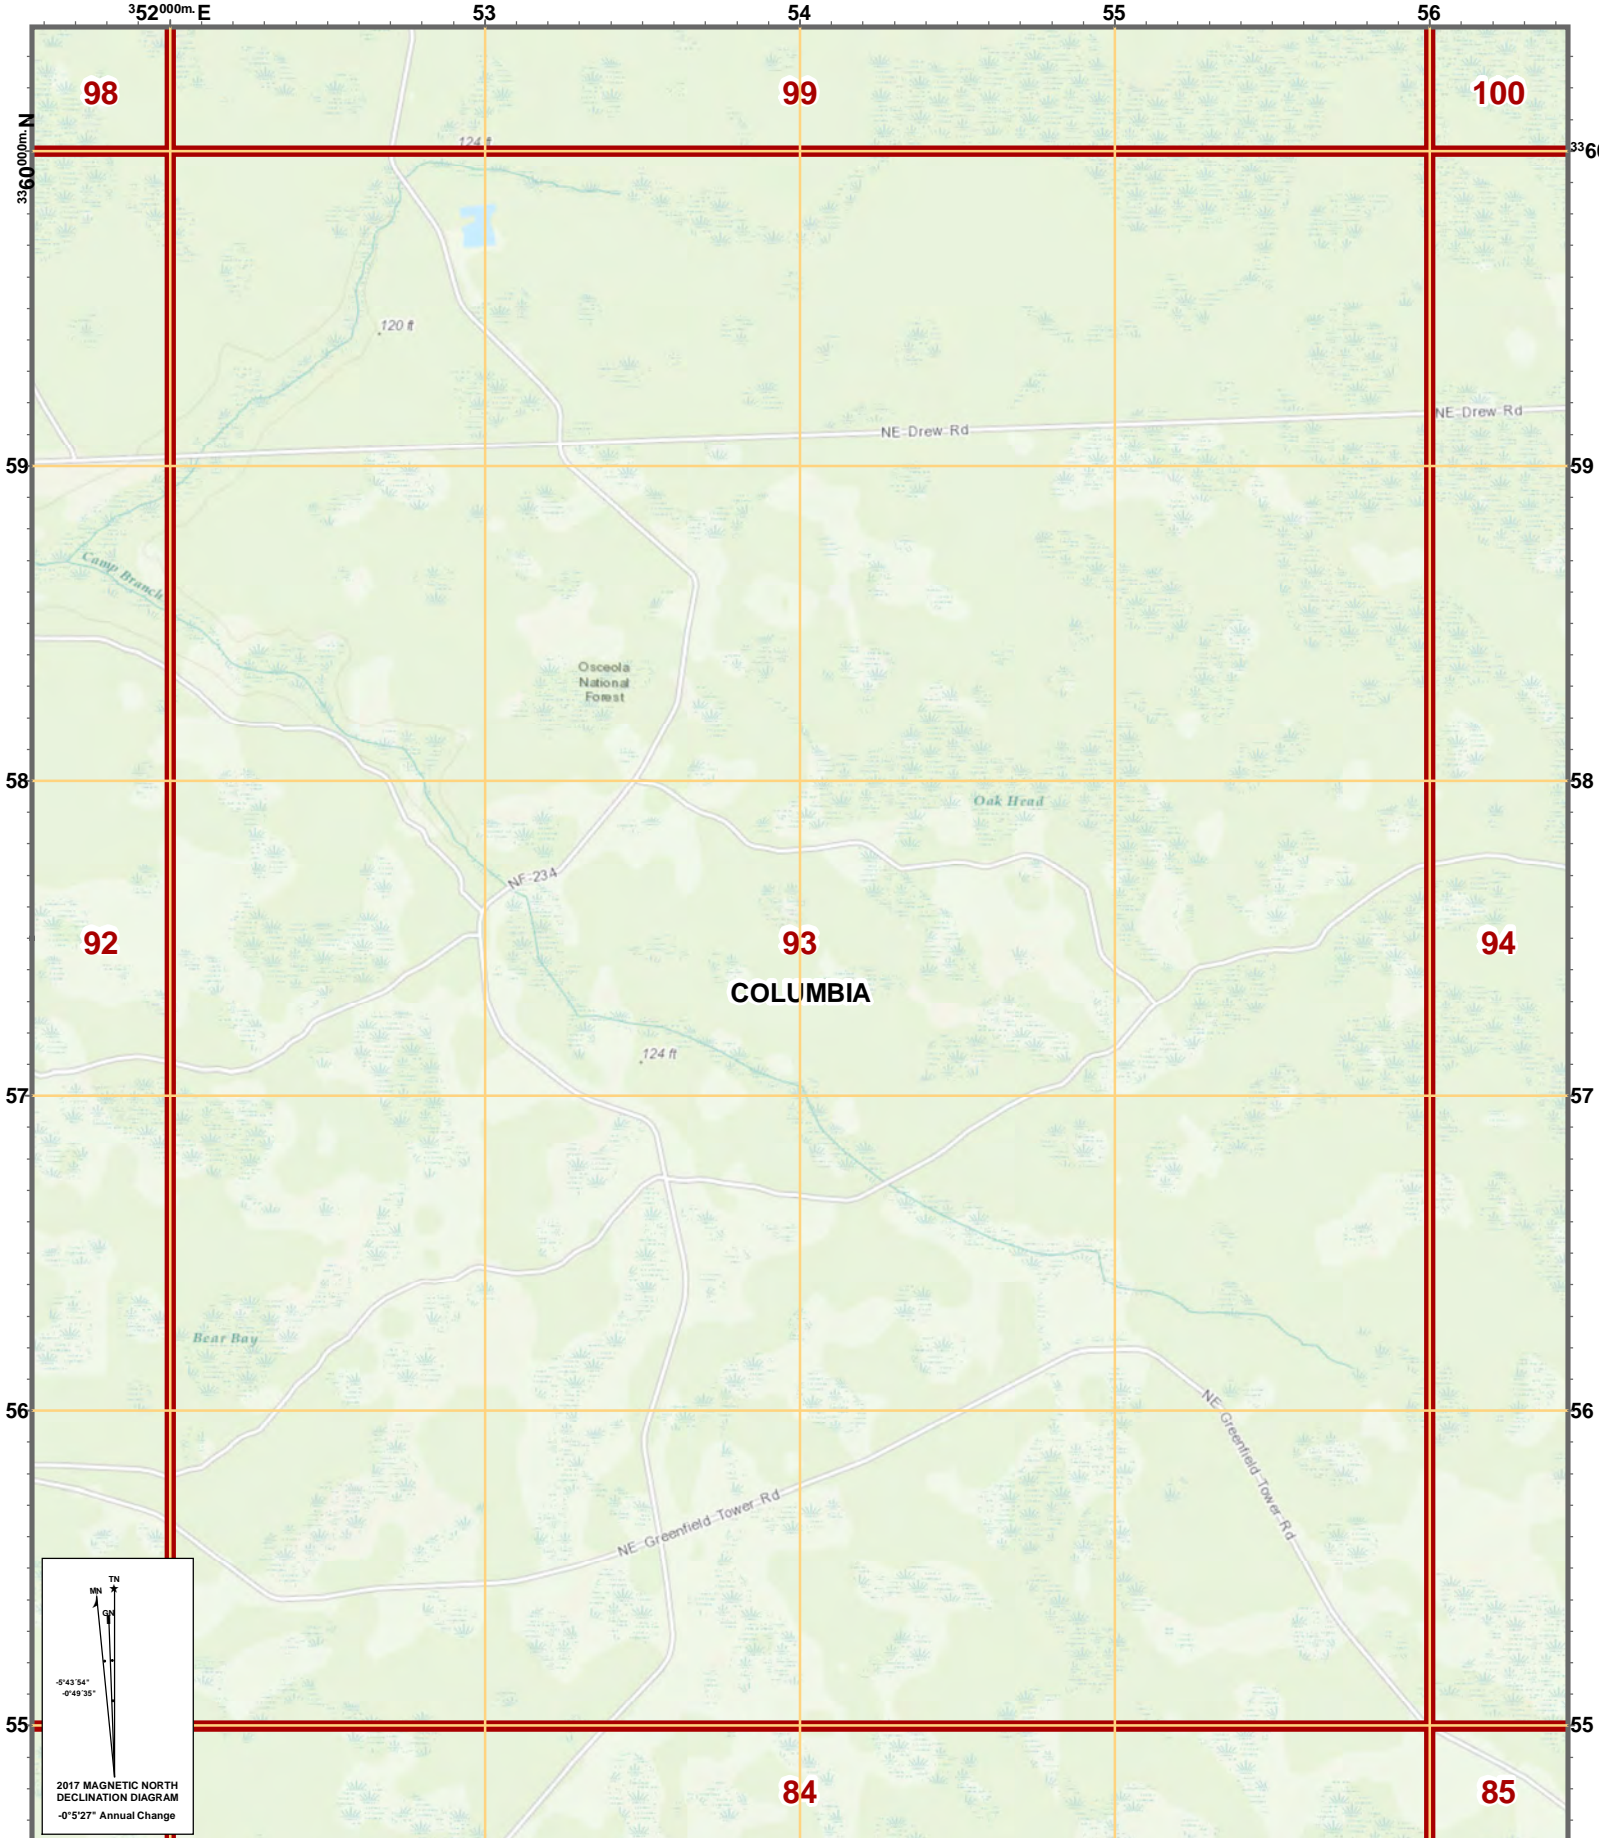 352000m.E 53 54 55 56
98 99 100
3360000m.N
3360
124 ft
120 ft
NE Drew Rd
NE Drew Rd
59 59
Camp Branch
Osceola
National
Forest
58 58
Oak Head
NF 234
92 93 94
COLUMBIA
124 ft
57 57
Bear Bay
56 56
NE Greenfield Tower Rd
NE Greenfield Tower Rd
TN
MN
GN
-5°43'54"
-0°49'35"
55 55
2017 MAGNETIC NORTH
DECLINATION DIAGRAM
-0°5'27" Annual Change
84 85